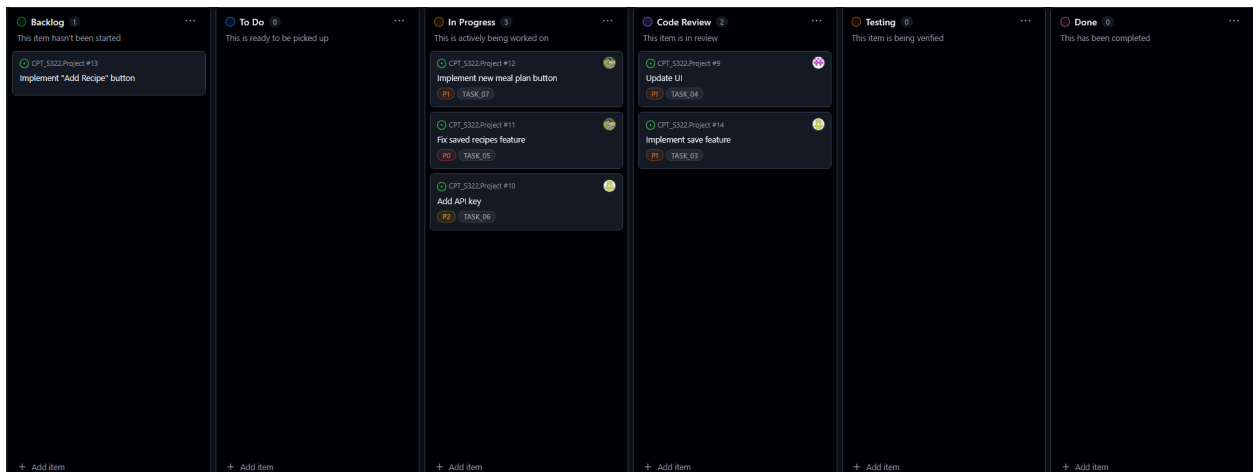 Backlog 1
This item hasn't been started
CPT_S322.Project #13
Implement "Add Recipe" button
+ Add item
To Do 0
This is ready to be picked up
+ Add item
In Progress 3
This is actively being worked on
CPT_S322.Project #12
Implement new meal plan button
P1 TASK_07
CPT_S322.Project #11
Fix saved recipes feature
P0 TASK_05
CPT_S322.Project #10
Add API key
P2 TASK_06
+ Add item
Code Review 2
This item is in review
CPT_S322.Project #9
Update UI
P1 TASK_04
CPT_S322.Project #14
Implement save feature
P1 TASK_03
+ Add item
Testing 0
This item is being verified
+ Add item
Done 0
This has been completed
+ Add item